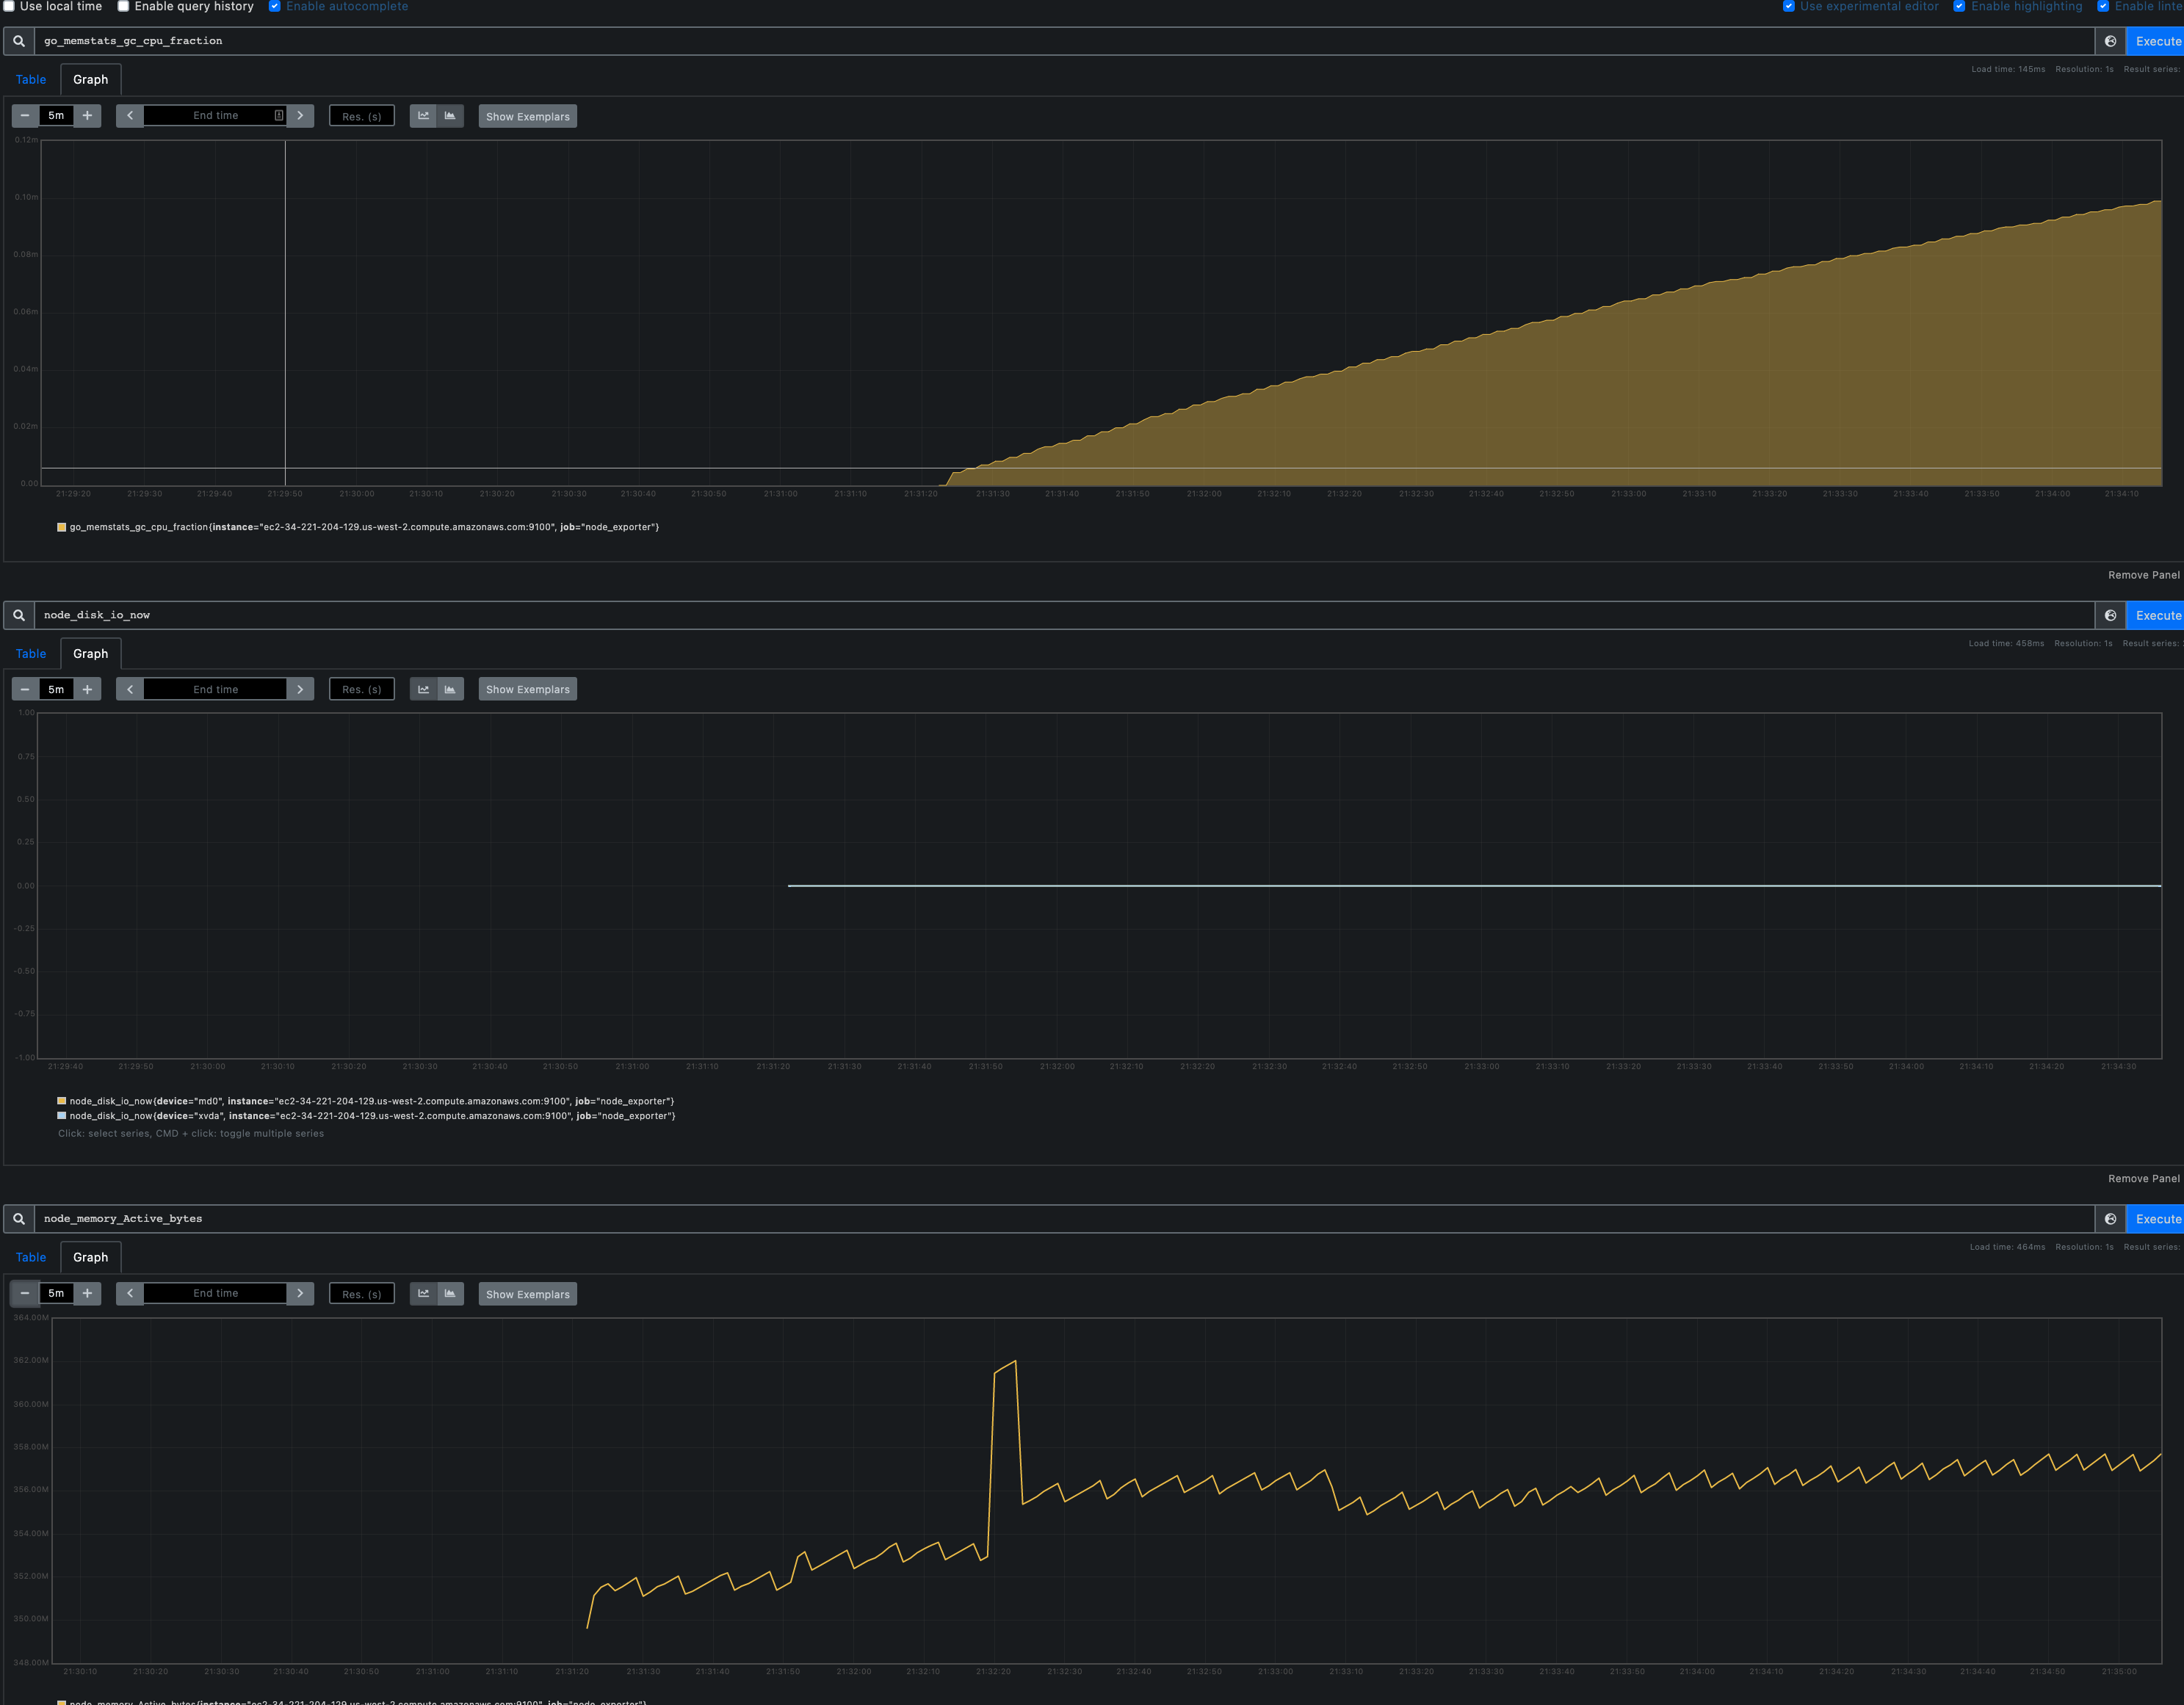 Use local time Enable query history Enable autocomplete Use experimental editor Enable highlighting Enable linte
go_memstats_gc_cpu_fraction Execute
Table Graph Load time: 145ms Resolution: 1s Result series:
5m End time Res. (s) Show Exemplars
0.12m
0.10m
0.08m
0.06m
0.04m
0.02m
0.00
21:29:20 21:29:30 21:29:40 21:29:50 21:30:00 21:30:10 21:30:20 21:30:30 21:30:40 21:30:50 21:31:00 21:31:10 21:31:20 21:31:30 21:31:40 21:31:50 21:32:00 21:32:10 21:32:20 21:32:30 21:32:40 21:32:50 21:33:00 21:33:10 21:33:20 21:33:30 21:33:40 21:33:50 21:34:00 21:34:10
go_memstats_gc_cpu_fraction{instance="ec2-34-221-204-129.us-west-2.compute.amazonaws.com:9100", job="node_exporter"}
Remove Panel
node_disk_io_now Execute
Table Graph Load time: 458ms Resolution: 1s Result series:
5m End time Res. (s) Show Exemplars
1.00
0.75
0.50
0.25
0.00
-0.25
-0.50
-0.75
-1.00
21:29:40 21:29:50 21:30:00 21:30:10 21:30:20 21:30:30 21:30:40 21:30:50 21:31:00 21:31:10 21:31:20 21:31:30 21:31:40 21:31:50 21:32:00 21:32:10 21:32:20 21:32:30 21:32:40 21:32:50 21:33:00 21:33:10 21:33:20 21:33:30 21:33:40 21:33:50 21:34:00 21:34:10 21:34:20 21:34:30
node_disk_io_now{device="md0", instance="ec2-34-221-204-129.us-west-2.compute.amazonaws.com:9100", job="node_exporter"}
node_disk_io_now{device="xvda", instance="ec2-34-221-204-129.us-west-2.compute.amazonaws.com:9100", job="node_exporter"}
Click: select series, CMD + click: toggle multiple series
Remove Panel
node_memory_Active_bytes Execute
Table Graph Load time: 464ms Resolution: 1s Result series:
5m End time Res. (s) Show Exemplars
364.00M
362.00M
360.00M
358.00M
356.00M
354.00M
352.00M
350.00M
348.00M
21:30:10 21:30:20 21:30:30 21:30:40 21:30:50 21:31:00 21:31:10 21:31:20 21:31:30 21:31:40 21:31:50 21:32:00 21:32:10 21:32:20 21:32:30 21:32:40 21:32:50 21:33:00 21:33:10 21:33:20 21:33:30 21:33:40 21:33:50 21:34:00 21:34:10 21:34:20 21:34:30 21:34:40 21:34:50 21:35:00
node_memory_Active_bytes{instance="ec2-34-221-204-129.us-west-2.compute.amazonaws.com:9100", job="node_exporter"}